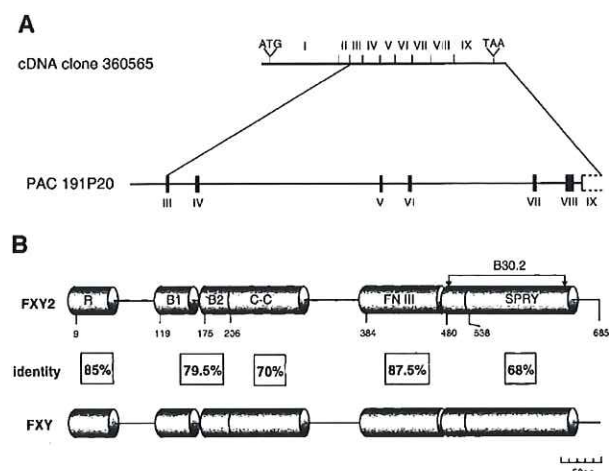 A
ATG I II III IV V VI VII VIII IX TAA
cDNA clone 360565
PAC 191P20
III IV V VI VII VIII IX
B
B30.2
FXY2 R B1 B2 C-C FN III SPRY
9 119 175 206 384 480 538 685
identity 85% 79.5% 70% 87.5% 68%
FXY